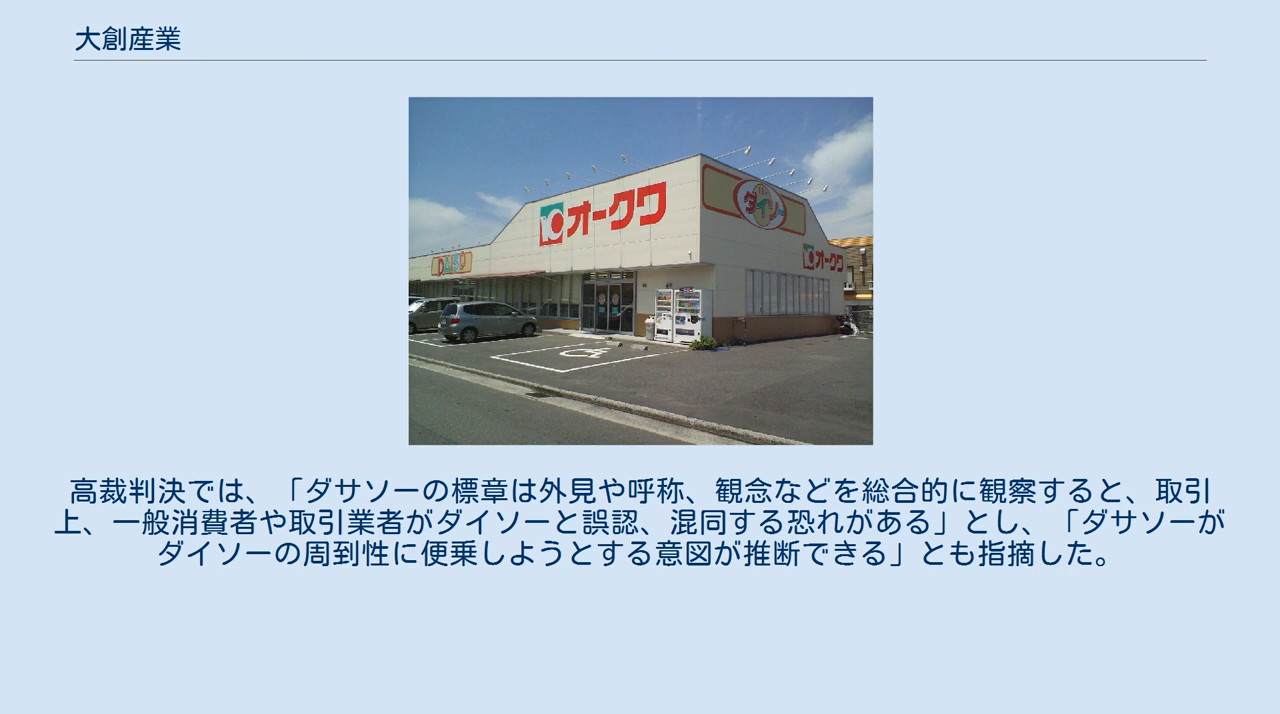 大創産業
オークワ
ダイソー
DAISO
オークワ
高裁判決では、「ダサソーの標章は外見や呼称、観念などを総合的に観察すると、取引
上、一般消費者や取引業者がダイソーと誤認、混同する恐れがある」とし、「ダサソーが
ダイソーの周到性に便乗しようとする意図が推断できる」とも指摘した。